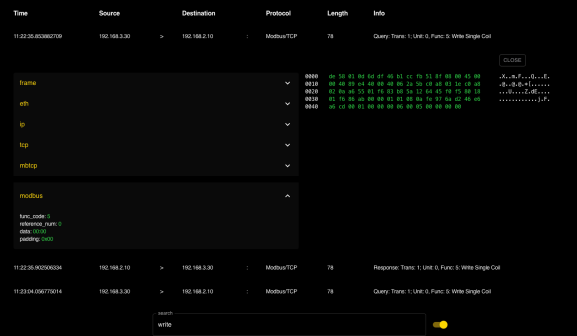 Time Source Destination Protocol Length Info
11:22:35.853862709 192.168.3.30 > 192.168.2.10 : Modbus/TCP 78 Query: Trans: 1; Unit: 0, Func: 5: Write Single Coil
CLOSE
frame
eth
ip
tcp
mbtcp
modbus
func_code: 5
reference_num: 0
data: 00:00
padding: 0x00
0000 de 58 01 0d 6d df 46 b1 cc fb 51 8f 08 00 45 00 .X..m.F...Q...E.
0010 00 40 89 e4 40 00 40 06 2a 5b c0 a8 03 1e c0 a8 .@..@.@.*[......
0020 02 0a a6 55 01 f6 03 b8 5a 12 64 45 f0 f5 80 18 ...U....Z.dE....
0030 01 f6 86 ab 00 00 01 01 08 0a fe 97 6a d2 46 e6 ............j.F.
0040 a6 cd 00 01 00 00 00 06 00 05 00 00 00 00
11:22:35.902506334 192.168.2.10 > 192.168.3.30 : Modbus/TCP 78 Response: Trans: 1; Unit: 0, Func: 5: Write Single Coil
11:23:04.056775014 192.168.3.30 > 192.168.2.10 : Modbus/TCP 78 Query: Trans: 1; Unit: 0, Func: 5: Write Single Coil
search
write